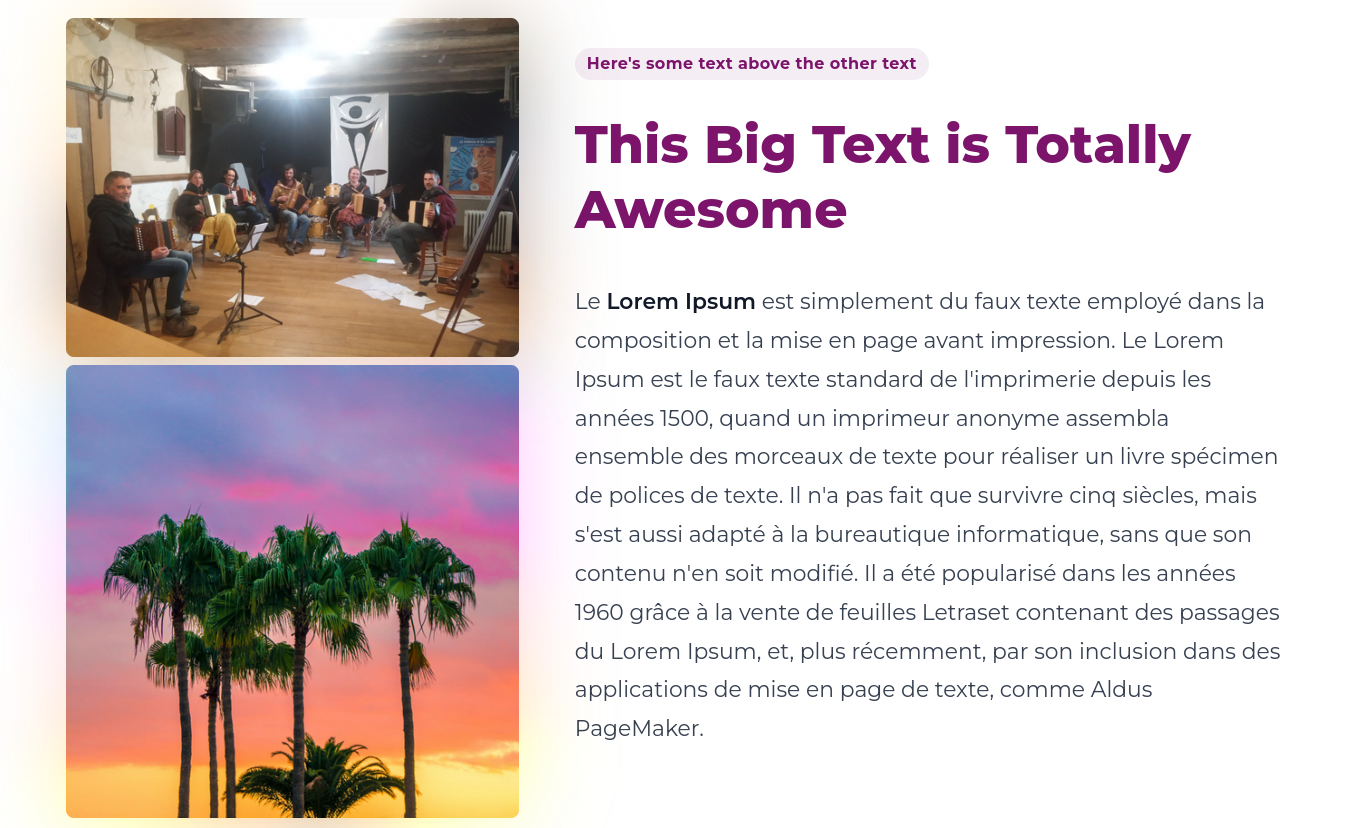 Here's some text above the other text
This Big Text is Totally
Awesome
Le Lorem Ipsum est simplement du faux texte employé dans la
composition et la mise en page avant impression. Le Lorem
Ipsum est le faux texte standard de l'imprimerie depuis les
années 1500, quand un imprimeur anonyme assembla
ensemble des morceaux de texte pour réaliser un livre spécimen
de polices de texte. Il n'a pas fait que survivre cinq siècles, mais
s'est aussi adapté à la bureautique informatique, sans que son
contenu n'en soit modifié. Il a été popularisé dans les années
1960 grâce à la vente de feuilles Letraset contenant des passages
du Lorem Ipsum, et, plus récemment, par son inclusion dans des
applications de mise en page de texte, comme Aldus
PageMaker.